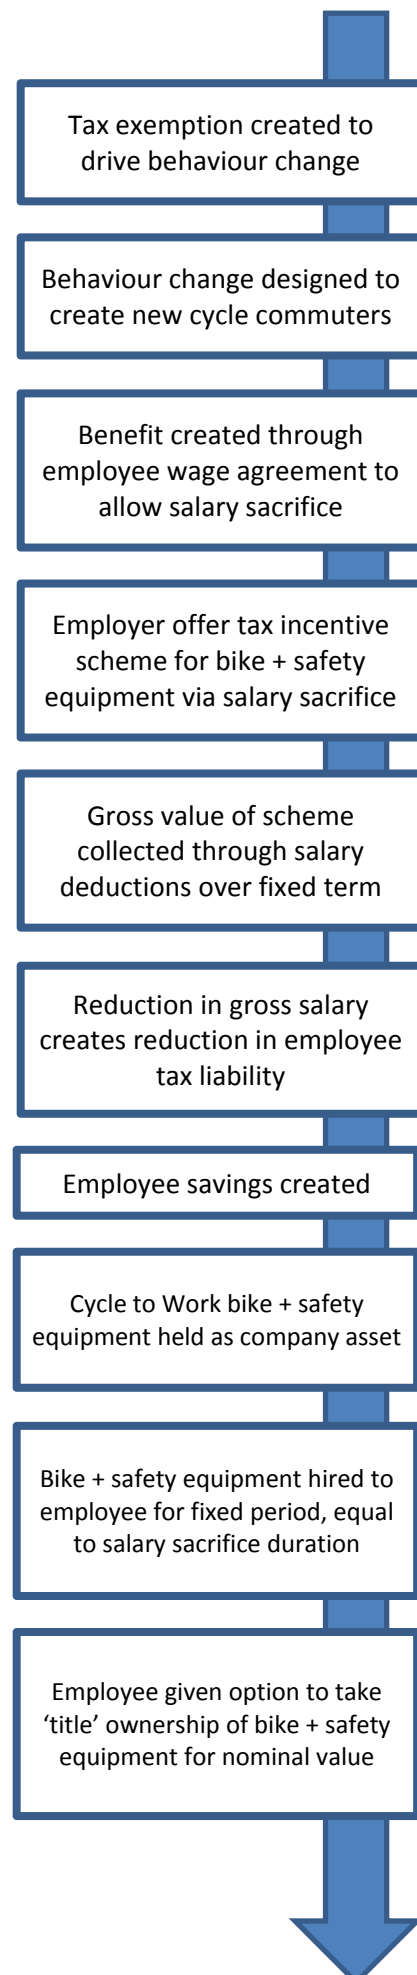 Tax exemption created to
drive behaviour change
Behaviour change designed to
create new cycle commuters
Benefit created through
employee wage agreement to
allow salary sacrifice
Employer offer tax incentive
scheme for bike + safety
equipment via salary sacrifice
Gross value of scheme
collected through salary
deductions over fixed term
Reduction in gross salary
creates reduction in employee
tax liability
Employee savings created
Cycle to Work bike + safety
equipment held as company asset
Bike + safety equipment hired to
employee for fixed period, equal
to salary sacrifice duration
Employee given option to take
‘title’ ownership of bike + safety
equipment for nominal value